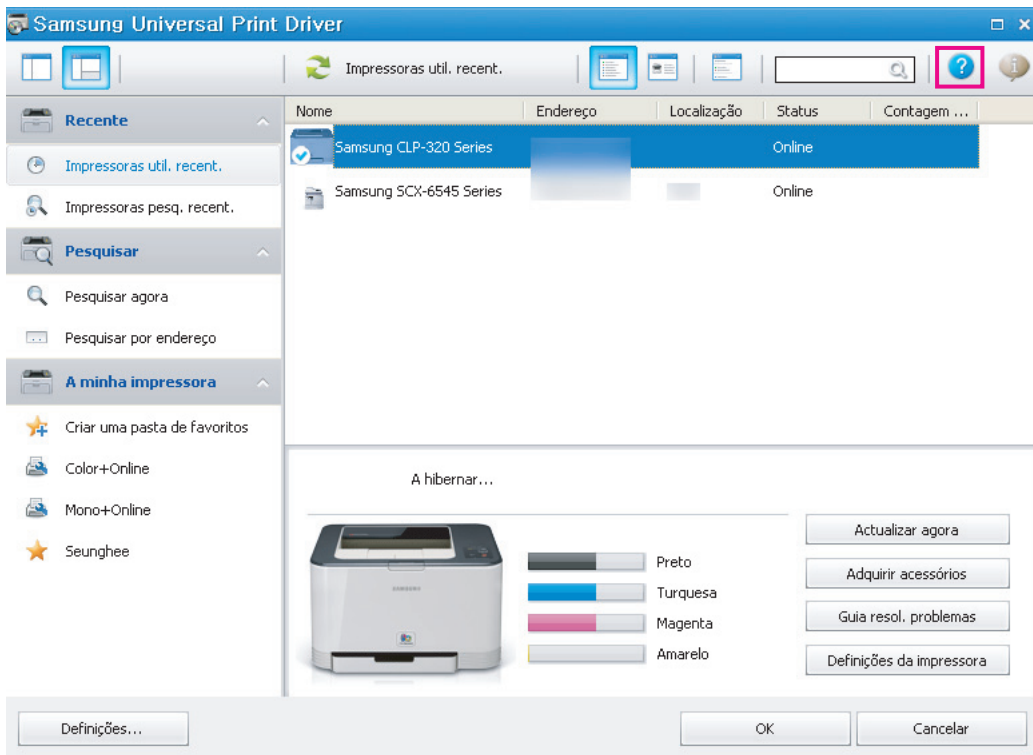 Samsung Universal Print Driver
Impressoras util. recent.
Recente
Impressoras util. recent.
Impressoras pesq. recent.
Pesquisar
Pesquisar agora
Pesquisar por endereço
A minha impressora
Criar uma pasta de favoritos
Color+Online
Mono+Online
Seunghee
Nome Endereço Localização Status Contagem ...
Samsung CLP-320 Series Online
Samsung SCX-6545 Series Online
A hibernar...
SAMSUNG
Preto
Turquesa
Magenta
Amarelo
Actualizar agora
Adquirir acessórios
Guia resol. problemas
Definições da impressora
Definições... OK Cancelar